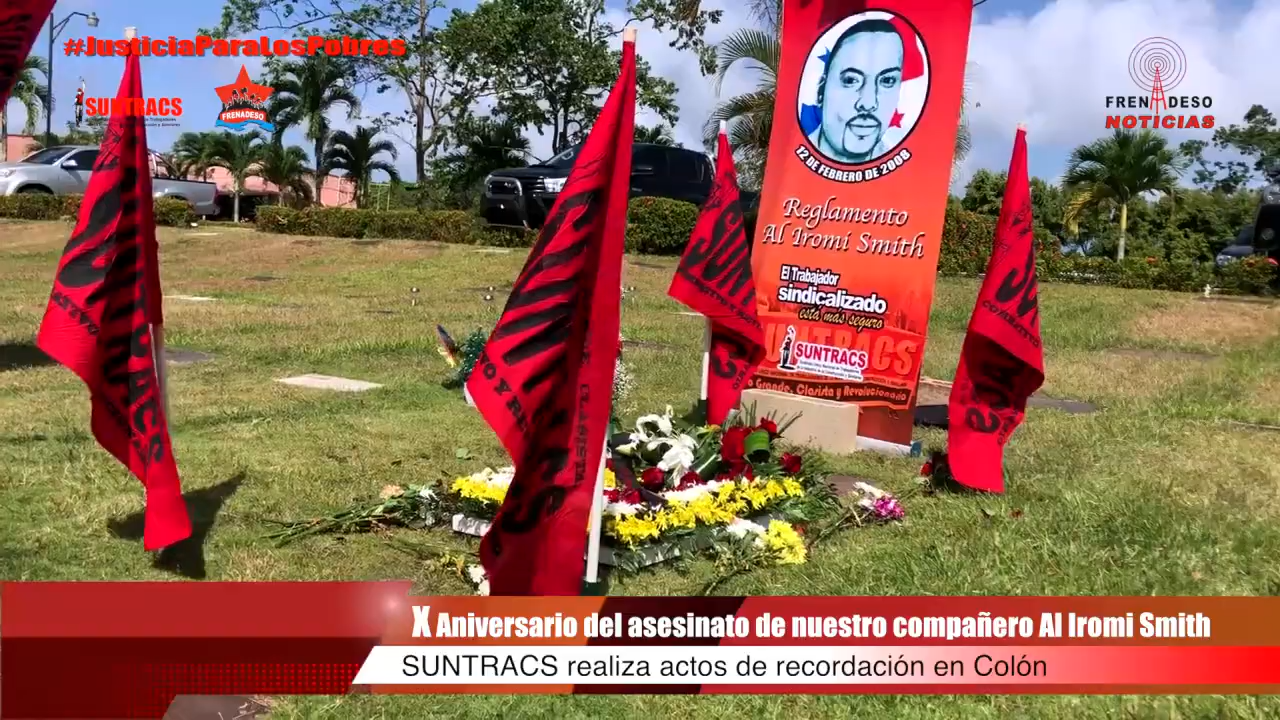 #JusticiaParaLosPobres
SUNTRACS
FRENADESO
FRENADESO
NOTICIAS
12 DE FEBRERO DE 2008
Reglamento
Al Iromi Smith
El Trabajador
sindicalizado
está más seguro
SUNTRACS
SUNTRACS
Grande, Clasista y Revolucionario
X Aniversario del asesinato de nuestro compañero Al Iromi Smith
SUNTRACS realiza actos de recordación en Colón